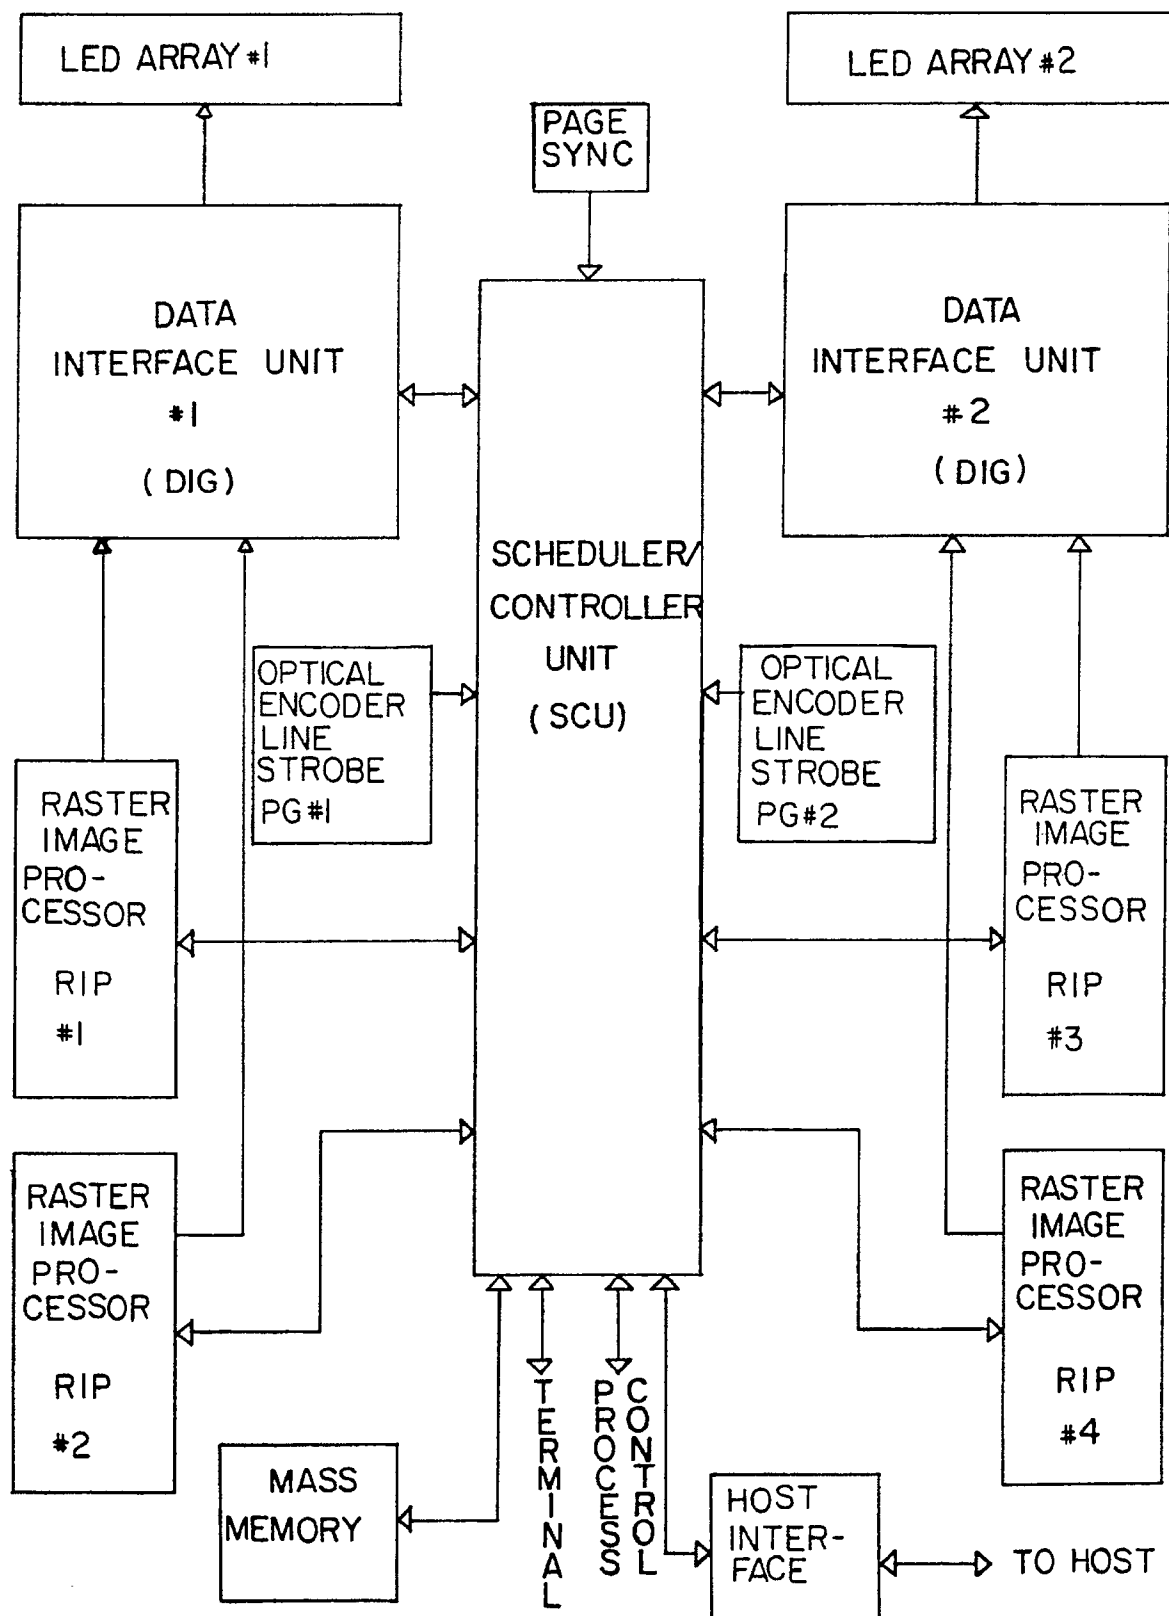 LED ARRAY #1
LED ARRAY #2
PAGE
SYNC
DATA
INTERFACE UNIT
#1
(DIG)
DATA
INTERFACE UNIT
#2
(DIG)
SCHEDULER/
CONTROLLER
UNIT
(SCU)
OPTICAL
ENCODER
LINE
STROBE
PG#1
OPTICAL
ENCODER
LINE
STROBE
PG#2
RASTER
IMAGE
PRO-
CESSOR
RIP
#1
RASTER
IMAGE
PRO-
CESSOR
RIP
#3
RASTER
IMAGE
PRO-
CESSOR
RIP
#2
RASTER
IMAGE
PRO-
CESSOR
RIP
#4
MASS
MEMORY
TERMINAL
PROCESS
CONTROL
HOST
INTER-
FACE
TO HOST